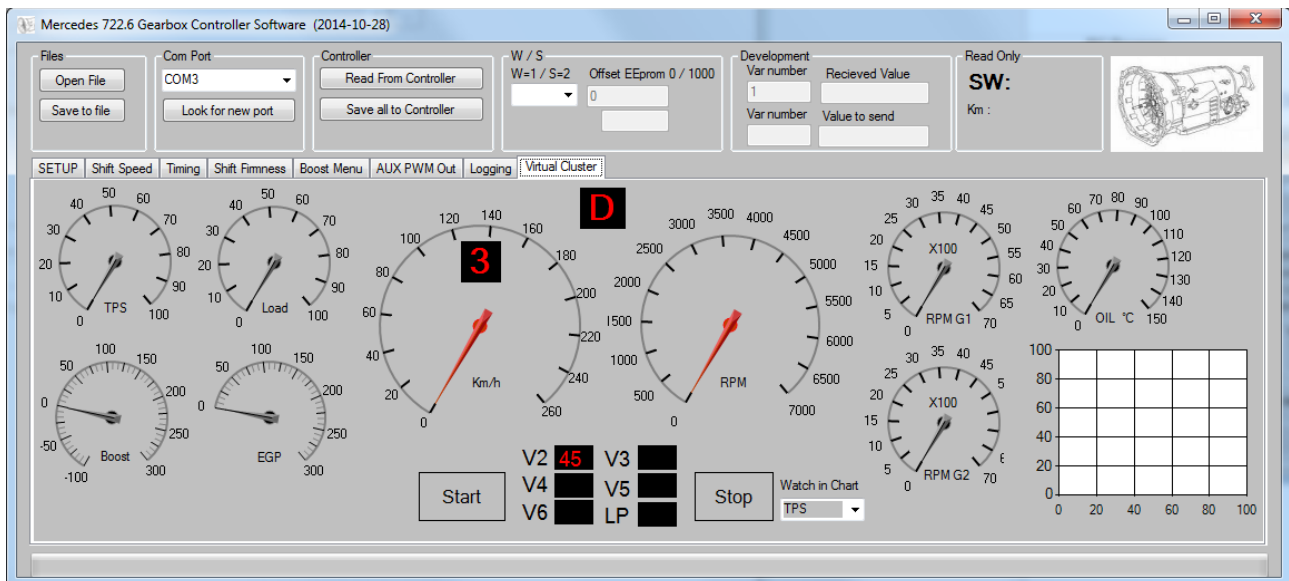 Mercedes 722.6 Gearbox Controller Software (2014-10-28)
Files
Open File
Save to file
Com Port
COM3
Look for new port
Controller
Read From Controller
Save all to Controller
W / S
W=1 / S=2 Offset EEprom 0 / 1000
0
Development
Var number Recieved Value
1
Var number Value to send
Read Only
SW:
Km :
SETUP Shift Speed Timing Shift Firmness Boost Menu AUX PWM Out Logging Virtual Cluster
0 10 20 30 40 50 60 70 80 90 100
TPS
0 10 20 30 40 50 60 70 80 90 100
Load
0 20 40 60 80 100 120 140 160 180 200 220 240 260
3
Km/h
D
0 500 1000 1500 2000 2500 3000 3500 4000 4500 5000 5500 6000 6500 7000
RPM
0 5 10 15 20 25 30 35 40 45 50 55 60 65 70
X100
RPM G1
0 10 20 30 40 50 60 70 80 90 100 110 120 130 140 150
OIL °C
-100 -50 0 50 100 150 200 250 300
Boost
0 50 100 150 200 250 300
EGP
Start
V2 45 V3
V4 V5
V6 LP
Stop
Watch in Chart
TPS
0 5 10 15 20 25 30 35 40 45 5 6 70
X100
RPM G2
100
80
60
40
20
0
0 20 40 60 80 100